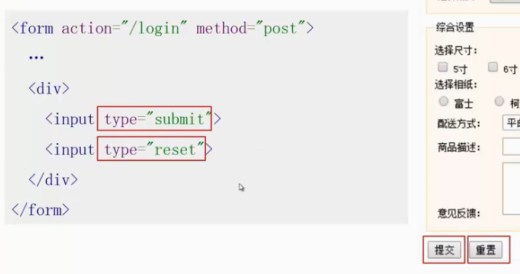 <form action="/login" method="post">
...
<div>
<input type="submit">
<input type="reset">
</div>
</form>
综合设置
选择尺寸:
5寸 6寸
选择相纸:
富士 柯
配送方式: 平
商品描述:
意见反馈:
提交 重置